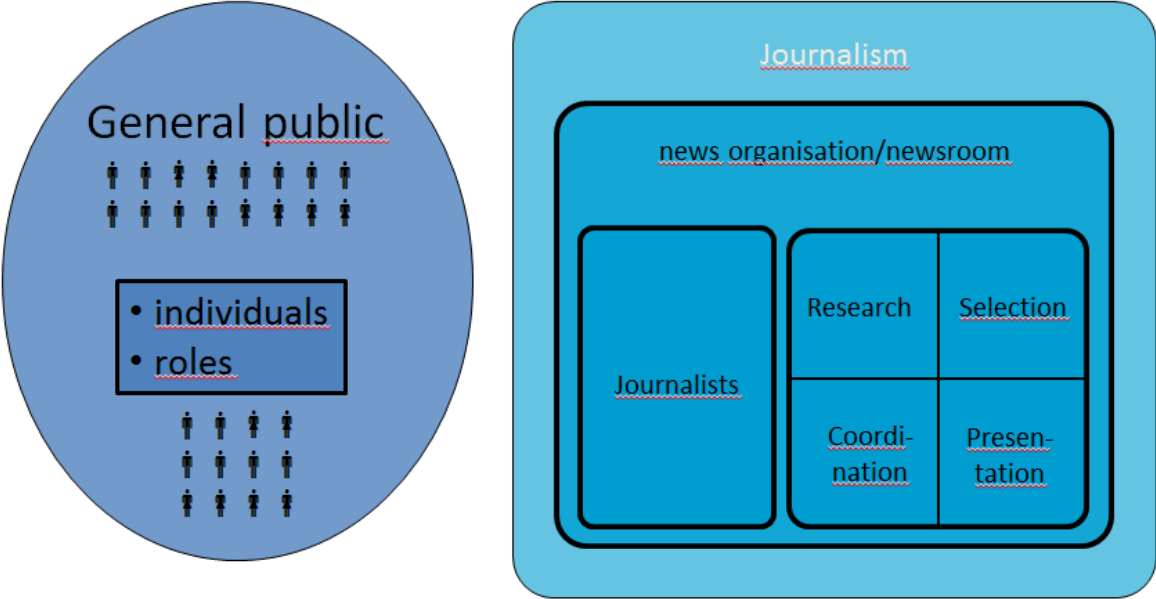 General public
• individuals
• roles
Journalism
news organisation/newsroom
Journalists
Research
Selection
Coordi-
nation
Presen-
tation